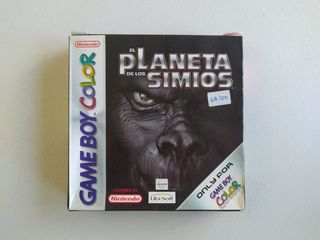 Nintendo
GAME BOY COLOR
EL
PLANETA
DE LOS
SIMIOS
LICENSED BY
Nintendo
Ubi Soft
ONLY FOR
GAME BOY
COLOR